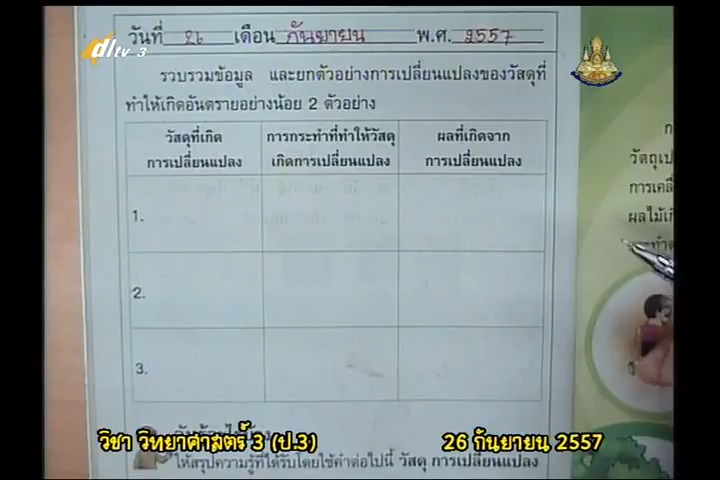 วันที่ 26 เดือน กันยายน พ.ศ. 2557
dltv 3
รวบรวมข้อมูล และยกตัวอย่างการเปลี่ยนแปลงของวัสดุที่
ทำให้เกิดอันตรายอย่างน้อย 2 ตัวอย่าง
วัสดุที่เกิด
การเปลี่ยนแปลง
การกระทำที่ทำให้วัสดุ
เกิดการเปลี่ยนแปลง
ผลที่เกิดจาก
การเปลี่ยนแปลง
1.
2.
3.
วิชา วิทยาศาสตร์ 3 (ป.3) 26 กันยายน 2557
ให้สรุปความรู้ที่ได้รับโดยใช้คำต่อไปนี้ วัสดุ การเปลี่ยนแปลง